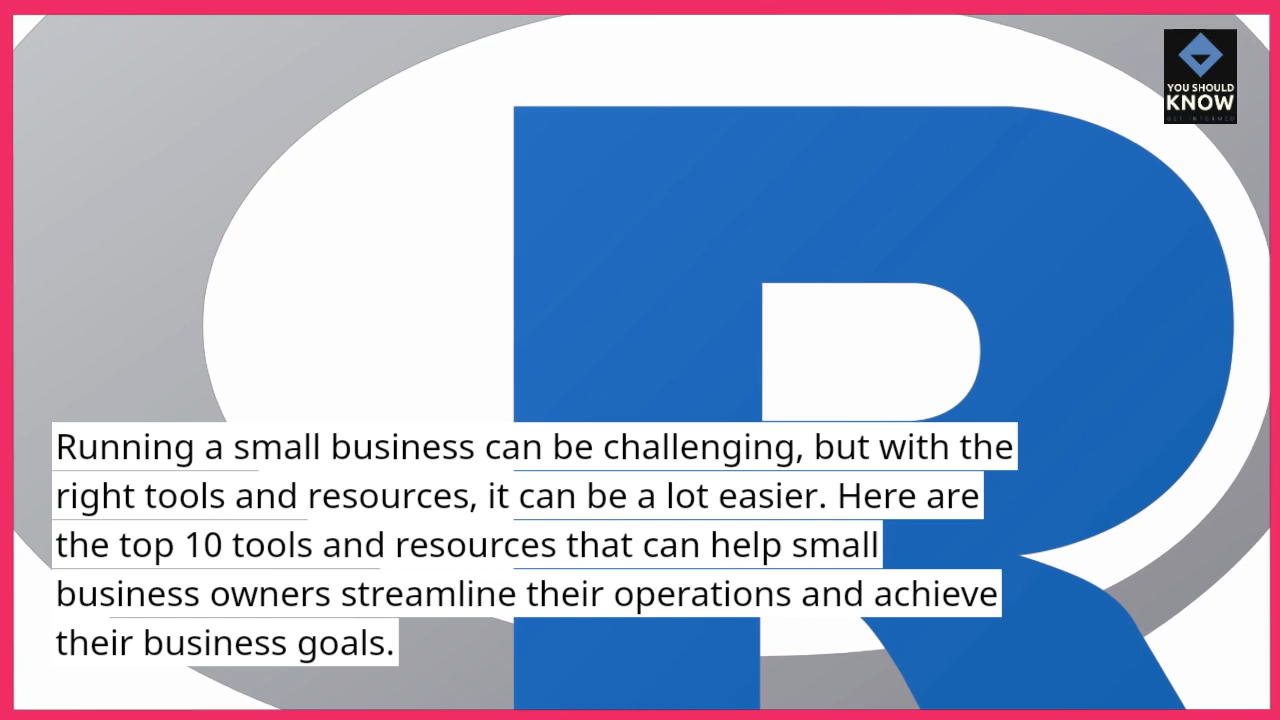 YOU SHOULD
KNOW
GET INFORMED
Running a small business can be challenging, but with the
right tools and resources, it can be a lot easier. Here are
the top 10 tools and resources that can help small
business owners streamline their operations and achieve
their business goals.